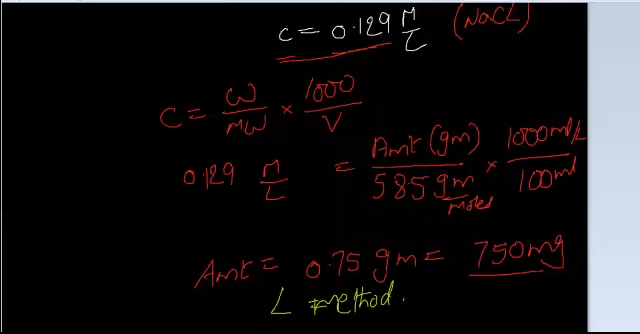 C = 0.129 M/L (NaCL)
C = W/MW × 1000/V
0.129 M/L = Amt (gm)/58.5 gm/moles × 1000 ml/L/100 ml
Amt = 0.75 gm = 750 mg
L method.